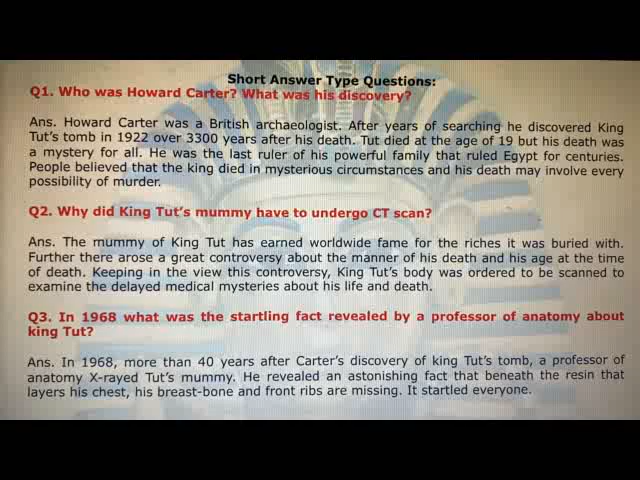 Short Answer Type Questions:
Q1. Who was Howard Carter? What was his discovery?
Ans. Howard Carter was a British archaeologist. After years of searching he discovered King
Tut's tomb in 1922 over 3300 years after his death. Tut died at the age of 19 but his death was
a mystery for all. He was the last ruler of his powerful family that ruled Egypt for centuries.
People believed that the king died in mysterious circumstances and his death may involve every
possibility of murder.
Q2. Why did King Tut's mummy have to undergo CT scan?
Ans. The mummy of King Tut has earned worldwide fame for the riches it was buried with.
Further there arose a great controversy about the manner of his death and his age at the time
of death. Keeping in the view this controversy, King Tut's body was ordered to be scanned to
examine the delayed medical mysteries about his life and death.
Q3. In 1968 what was the startling fact revealed by a professor of anatomy about
king Tut?
Ans. In 1968, more than 40 years after Carter's discovery of king Tut's tomb, a professor of
anatomy X-rayed Tut's mummy. He revealed an astonishing fact that beneath the resin that
layers his chest, his breast-bone and front ribs are missing. It startled everyone.